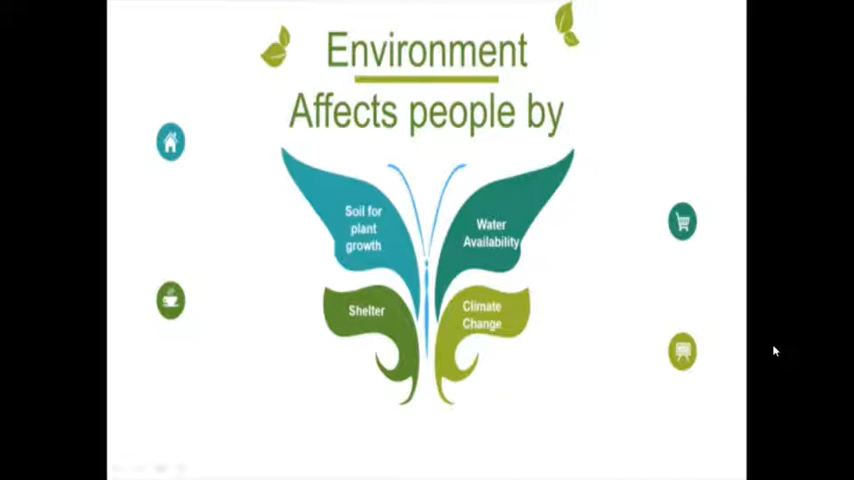 Environment
Affects people by
Soil for
plant
growth
Water
Availability
Shelter
Climate
Change